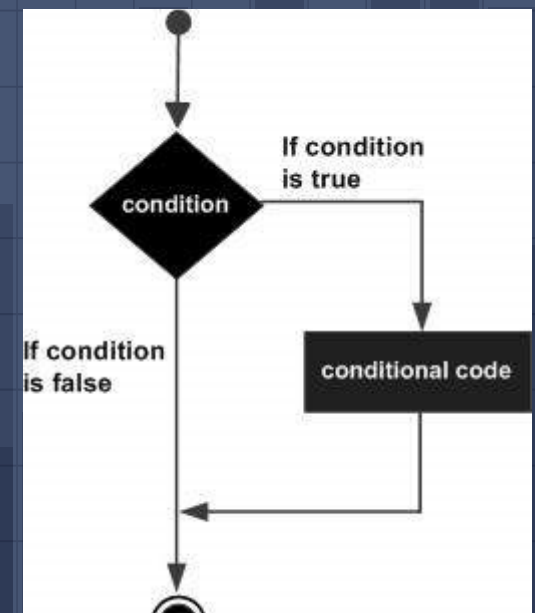 If condition
is true
condition
If condition
is false
conditional code